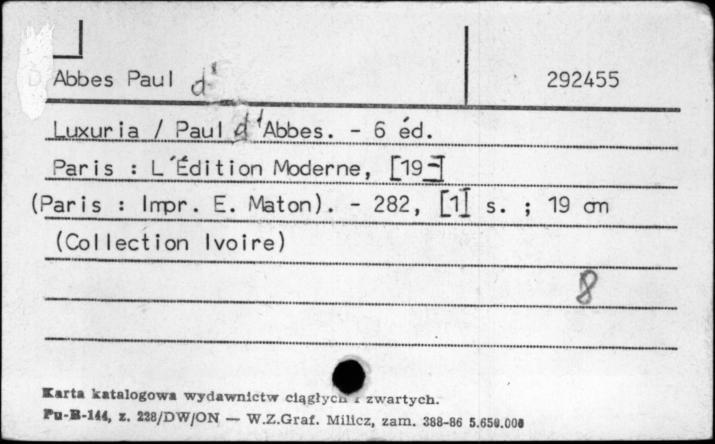 Abbes Paul d' 292455
Luxuria / Paul d'Abbes. - 6 éd.
Paris : L'Édition Moderne, [19-]
(Paris : Impr. E. Maton). - 282, [1] s. ; 19 cm
(Collection Ivoire)
8
Karta katalogowa wydawnictw ciągłych i zwartych.
Pu-B-144, z. 228/DW/ON — W.Z.Graf. Milicz, zam. 388-86 5.650.000